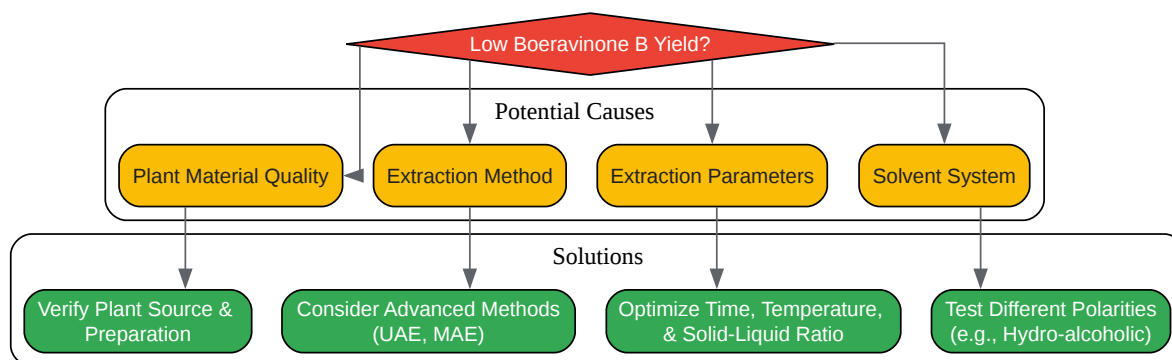 Low Boeravinone B Yield?
Potential Causes
Plant Material Quality
Extraction Method
Extraction Parameters
Solvent System
Solutions
Verify Plant Source &
Preparation
Consider Advanced Methods
(UAE, MAE)
Optimize Time, Temperature,
& Solid-Liquid Ratio
Test Different Polarities
(e.g., Hydro-alcoholic)